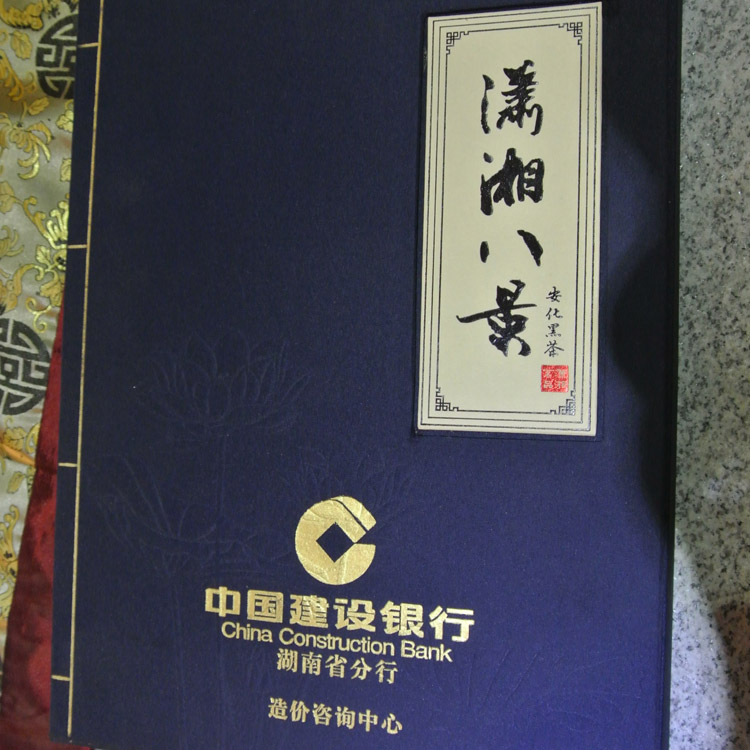 潇湘八景
安化黑茶
中国建设银行
China Construction Bank
湖南省分行
造价咨询中心